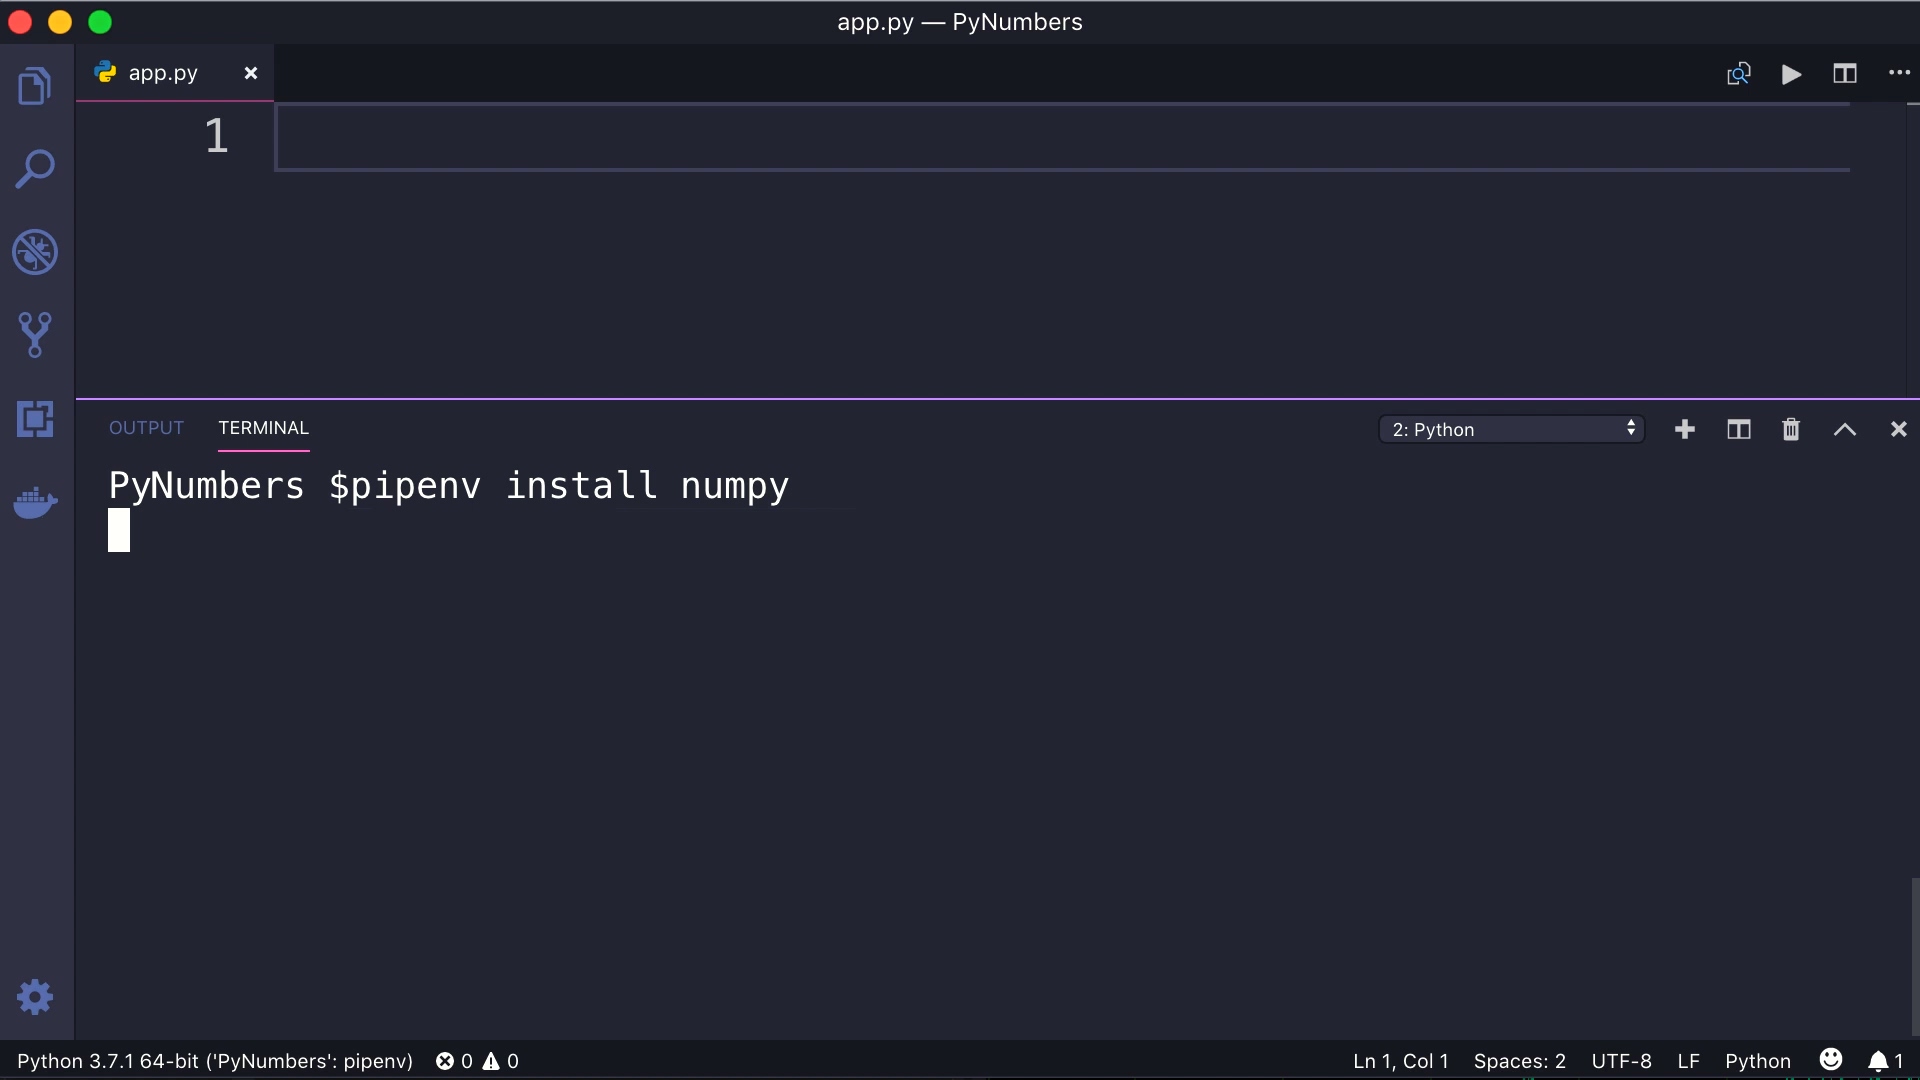 app.py — PyNumbers
app.py
1
OUTPUT TERMINAL 2: Python
PyNumbers $pipenv install numpy
Python 3.7.1 64-bit ('PyNumbers': pipenv) 0 0 Ln 1, Col 1 Spaces: 2 UTF-8 LF Python 1